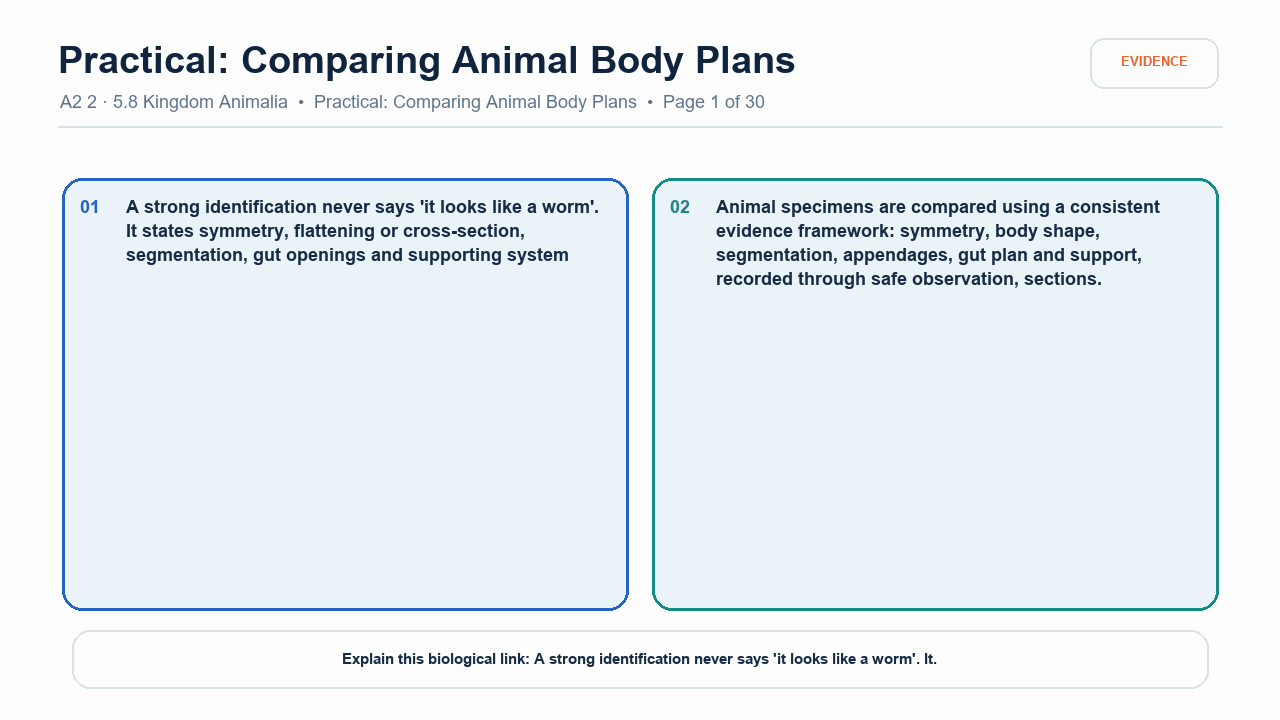 Practical: Comparing Animal Body Plans
EVIDENCE
A2 2 · 5.8 Kingdom Animalia • Practical: Comparing Animal Body Plans • Page 1 of 30
01
A strong identification never says 'it looks like a worm'.
It states symmetry, flattening or cross-section,
segmentation, gut openings and supporting system
02
Animal specimens are compared using a consistent
evidence framework: symmetry, body shape,
segmentation, appendages, gut plan and support,
recorded through safe observation, sections.
Explain this biological link: A strong identification never says 'it looks like a worm'. It.